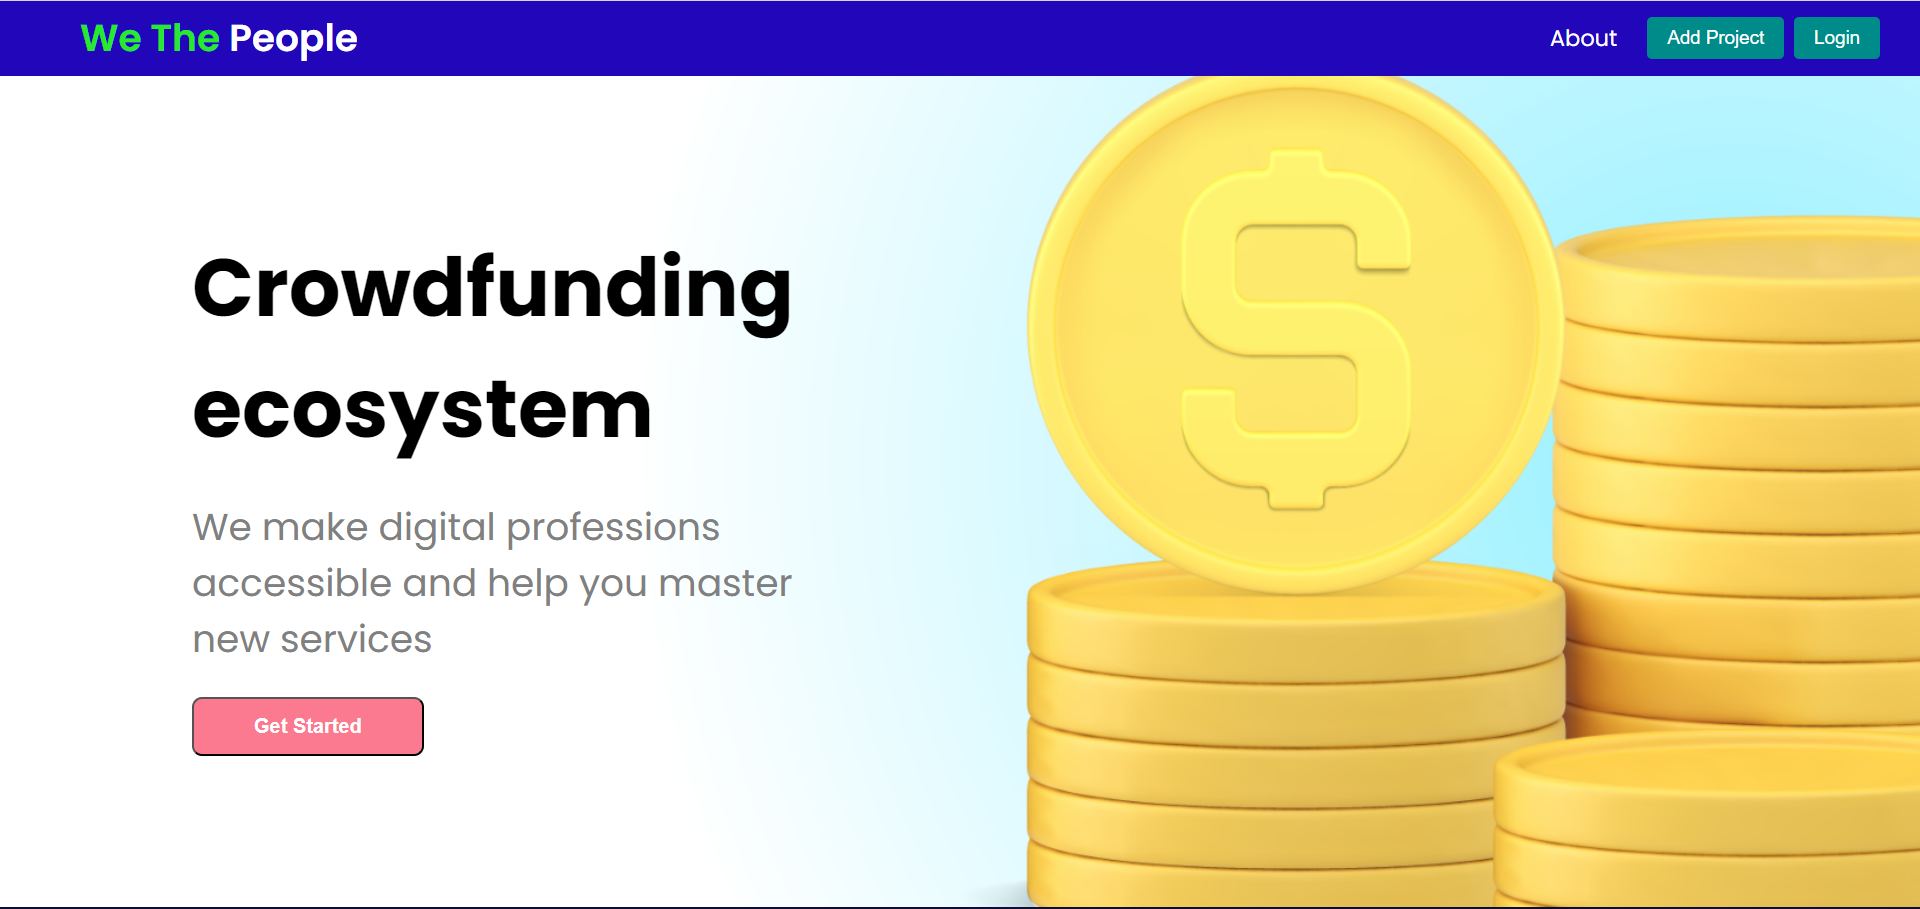 We The People
About
Add Project
Login
Crowdfunding
ecosystem
We make digital professions
accessible and help you master
new services
Get Started
$